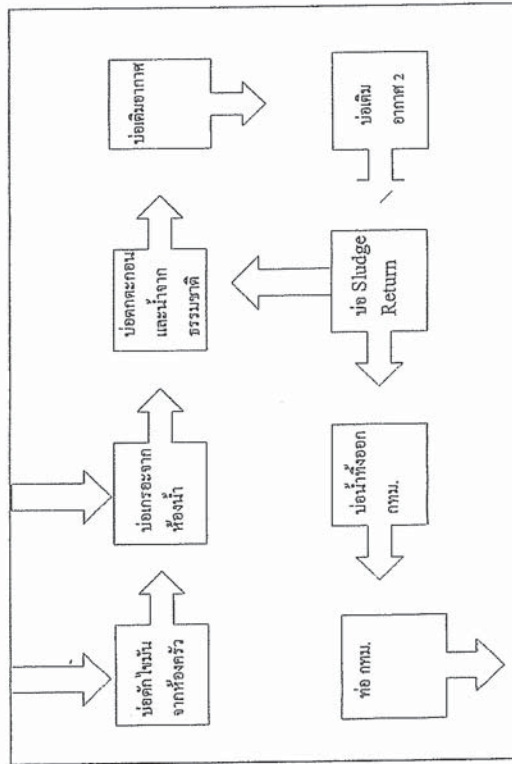 บ่อดักไขมัน
จากห้องครัว
บ่อเกรอะจาก
ห้องน้ำ
บ่อตกตะกอน
และน้ำจาก
ธรรมชาติ
บ่อเติมอากาศ
บ่อเติม
อากาศ 2
บ่อ Sludge
Return
บ่อน้ำทิ้งออก
กทม.
ท่อ กทม.